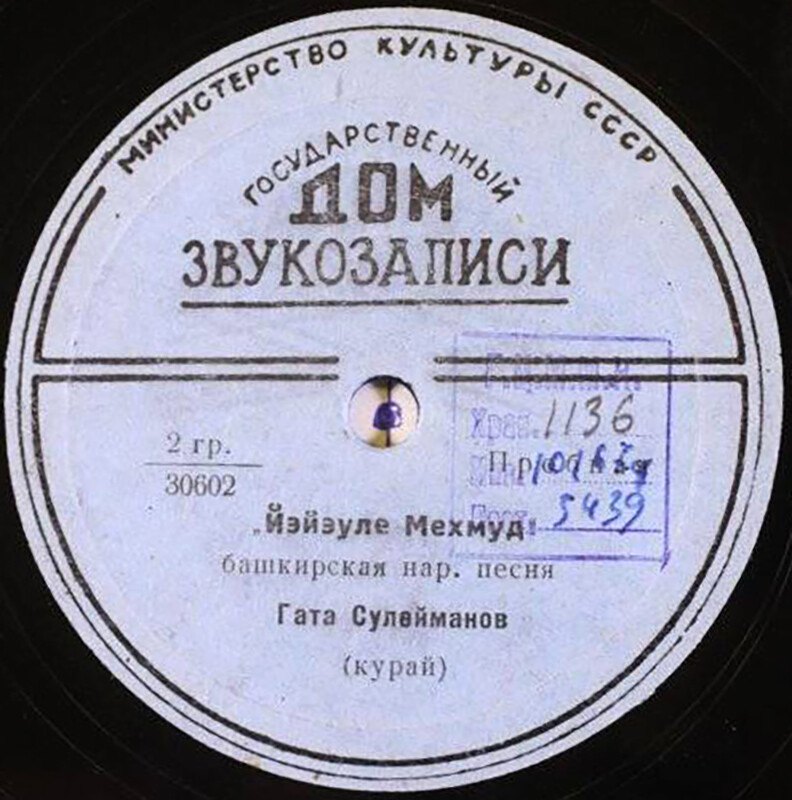 МИНИСТЕРСТВО КУЛЬТУРЫ СССР
ГОСУДАРСТВЕННЫЙ
ДОМ
ЗВУКОЗАПИСИ
2 гр.
30602
Хран. 1136
Пробная
5439
„Йэйэуле Мехмуд"
башкирская нар. песня
Гата Сулейманов
(курай)